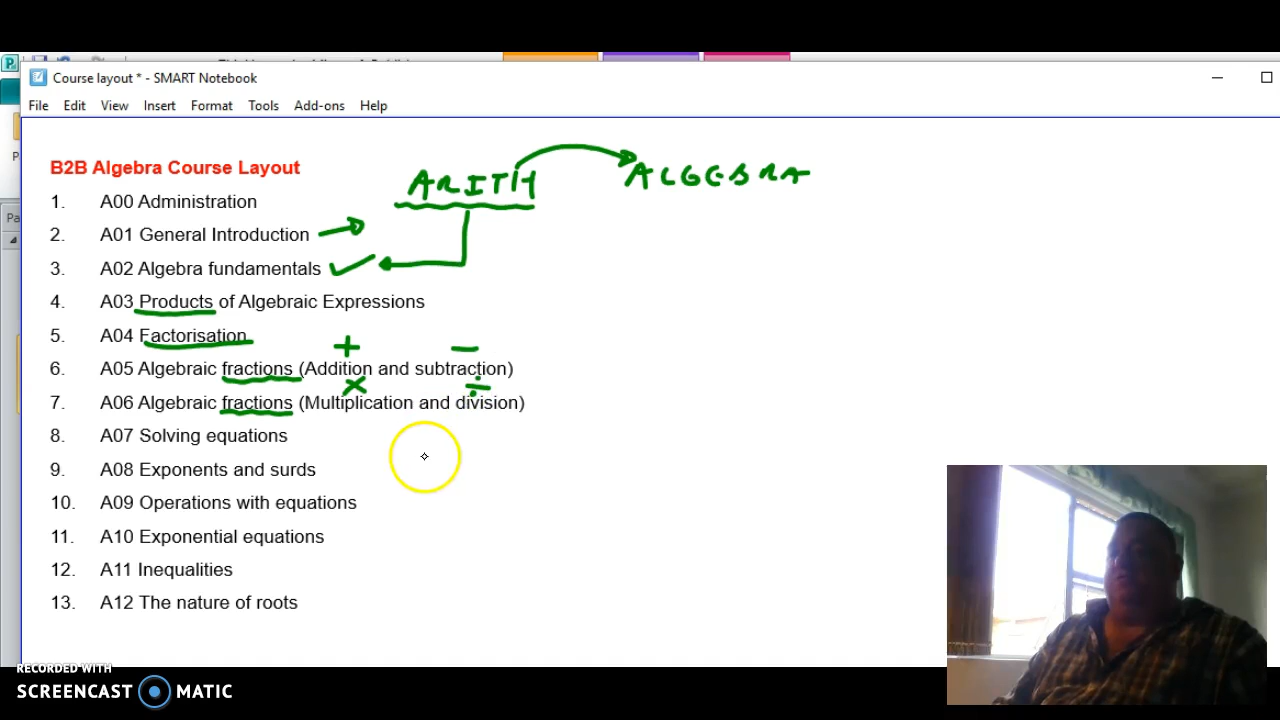 Course layout * - SMART Notebook
File Edit View Insert Format Tools Add-ons Help
B2B Algebra Course Layout
ARITH ALGEBRA
1. A00 Administration
2. A01 General Introduction
3. A02 Algebra fundamentals
4. A03 Products of Algebraic Expressions
5. A04 Factorisation
+ −
6. A05 Algebraic fractions (Addition and subtraction)
× ÷
7. A06 Algebraic fractions (Multiplication and division)
8. A07 Solving equations
9. A08 Exponents and surds
10. A09 Operations with equations
11. A10 Exponential equations
12. A11 Inequalities
13. A12 The nature of roots
RECORDED WITH
SCREENCAST MATIC